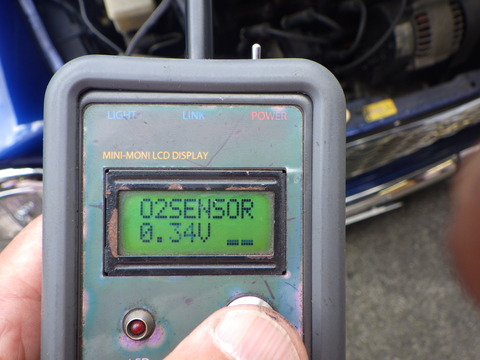 LIGHT LINK POWER
MINI-MONI LCD DISPLAY
O2SENSOR
0.34V